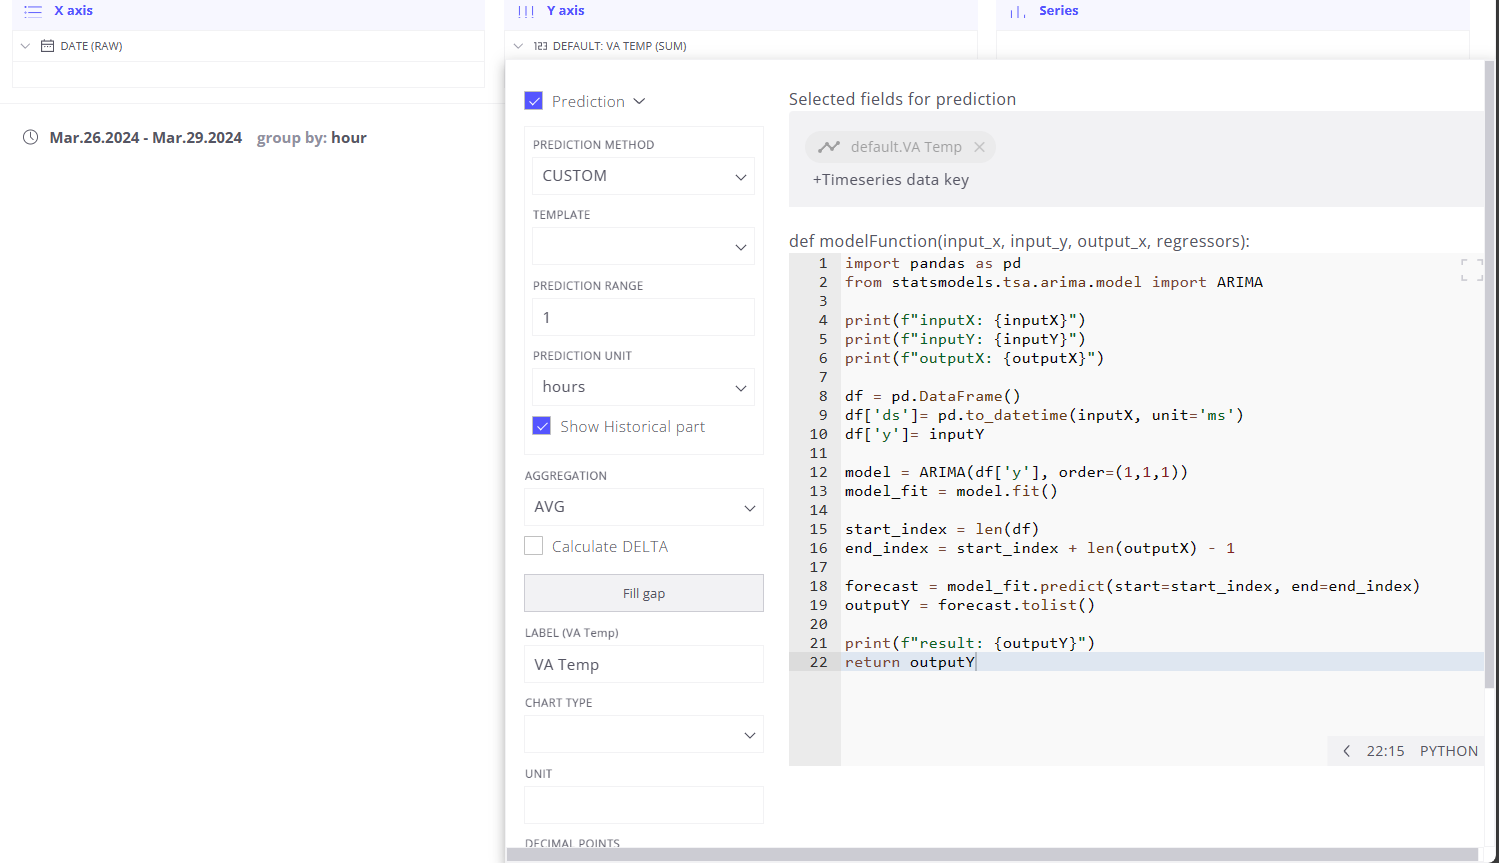 X axis
DATE (RAW)
Mar.26.2024 - Mar.29.2024 group by: hour
Y axis
123 DEFAULT: VA TEMP (SUM)
Series
Prediction
PREDICTION METHOD
CUSTOM
TEMPLATE
PREDICTION RANGE
1
PREDICTION UNIT
hours
Show Historical part
AGGREGATION
AVG
Calculate DELTA
Fill gap
LABEL (VA Temp)
VA Temp
CHART TYPE
UNIT
DECIMAL POINTS
Selected fields for prediction
default.VA Temp
+Timeseries data key
def modelFunction(input_x, input_y, output_x, regressors):
1 import pandas as pd
2 from statsmodels.tsa.arima.model import ARIMA
3
4 print(f"inputX: {inputX}")
5 print(f"inputY: {inputY}")
6 print(f"outputX: {outputX}")
7
8 df = pd.DataFrame()
9 df['ds']= pd.to_datetime(inputX, unit='ms')
10 df['y']= inputY
11
12 model = ARIMA(df['y'], order=(1,1,1))
13 model_fit = model.fit()
14
15 start_index = len(df)
16 end_index = start_index + len(outputX) - 1
17
18 forecast = model_fit.predict(start=start_index, end=end_index)
19 outputY = forecast.tolist()
20
21 print(f"result: {outputY}")
22 return outputY
22:15 PYTHON